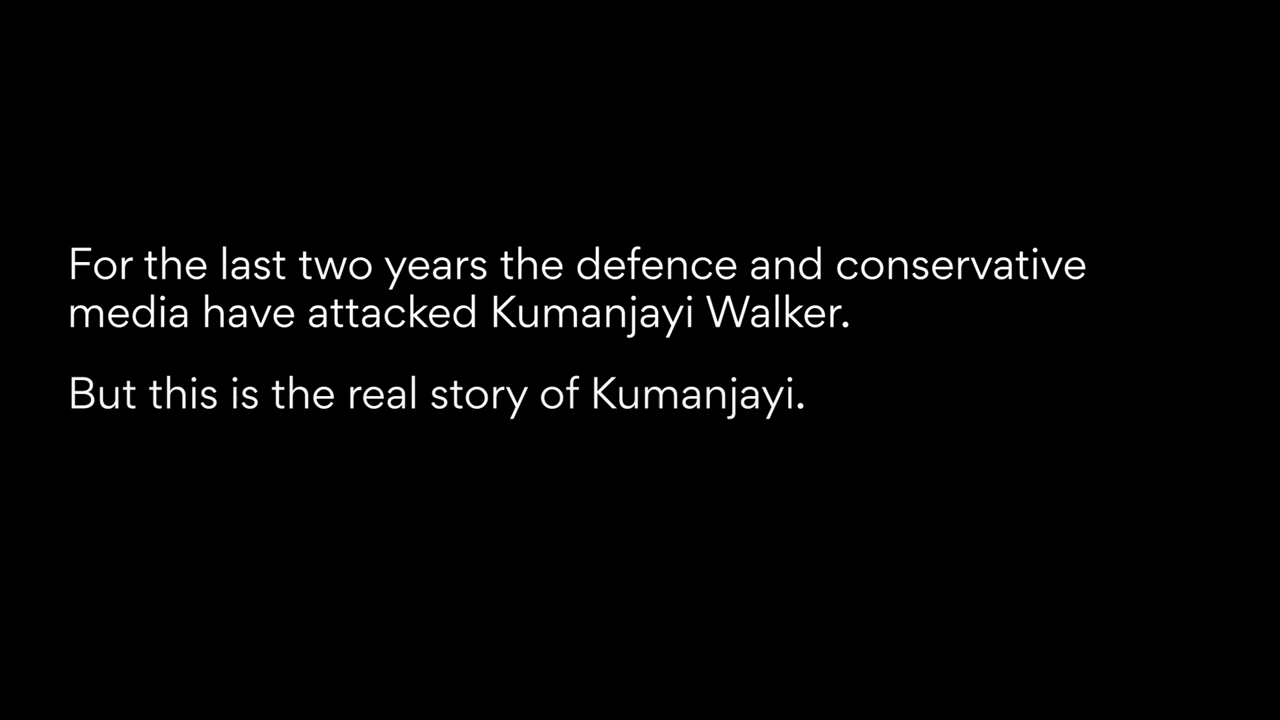 For the last two years the defence and conservative
media have attacked Kumanjayi Walker.
But this is the real story of Kumanjayi.